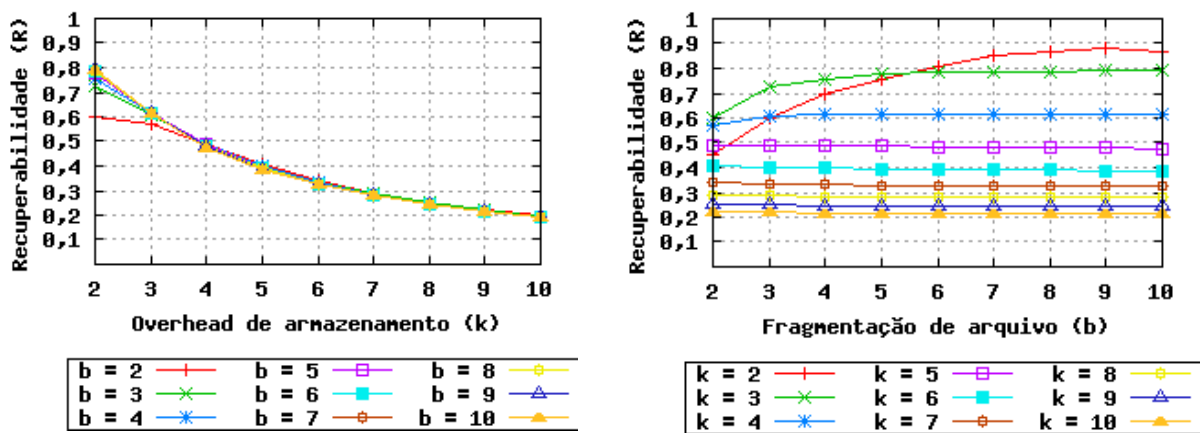 Recuperabilidade (R)
1
0,9
0,8
0,7
0,6
0,5
0,4
0,3
0,2
0,1
2 3 4 5 6 7 8 9 10
Overhead de armazenamento (k)
b = 2 b = 5 b = 8
b = 3 b = 6 b = 9
b = 4 b = 7 b = 10
Recuperabilidade (R)
1
0,9
0,8
0,7
0,6
0,5
0,4
0,3
0,2
0,1
2 3 4 5 6 7 8 9 10
Fragmentação de arquivo (b)
k = 2 k = 5 k = 8
k = 3 k = 6 k = 9
k = 4 k = 7 k = 10